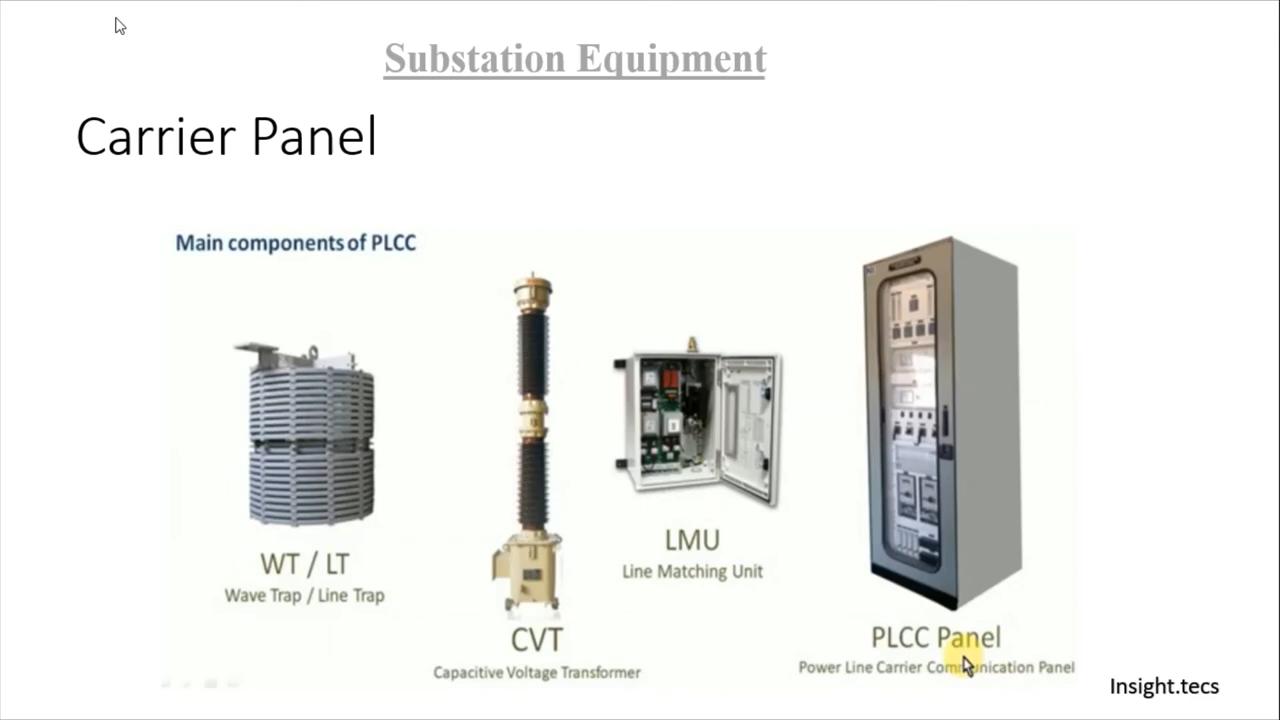 Substation Equipment
Carrier Panel
Main components of PLCC
WT / LT
Wave Trap / Line Trap
CVT
Capacitive Voltage Transformer
LMU
Line Matching Unit
PLCC Panel
Power Line Carrier Communication Panel
Insight.tecs